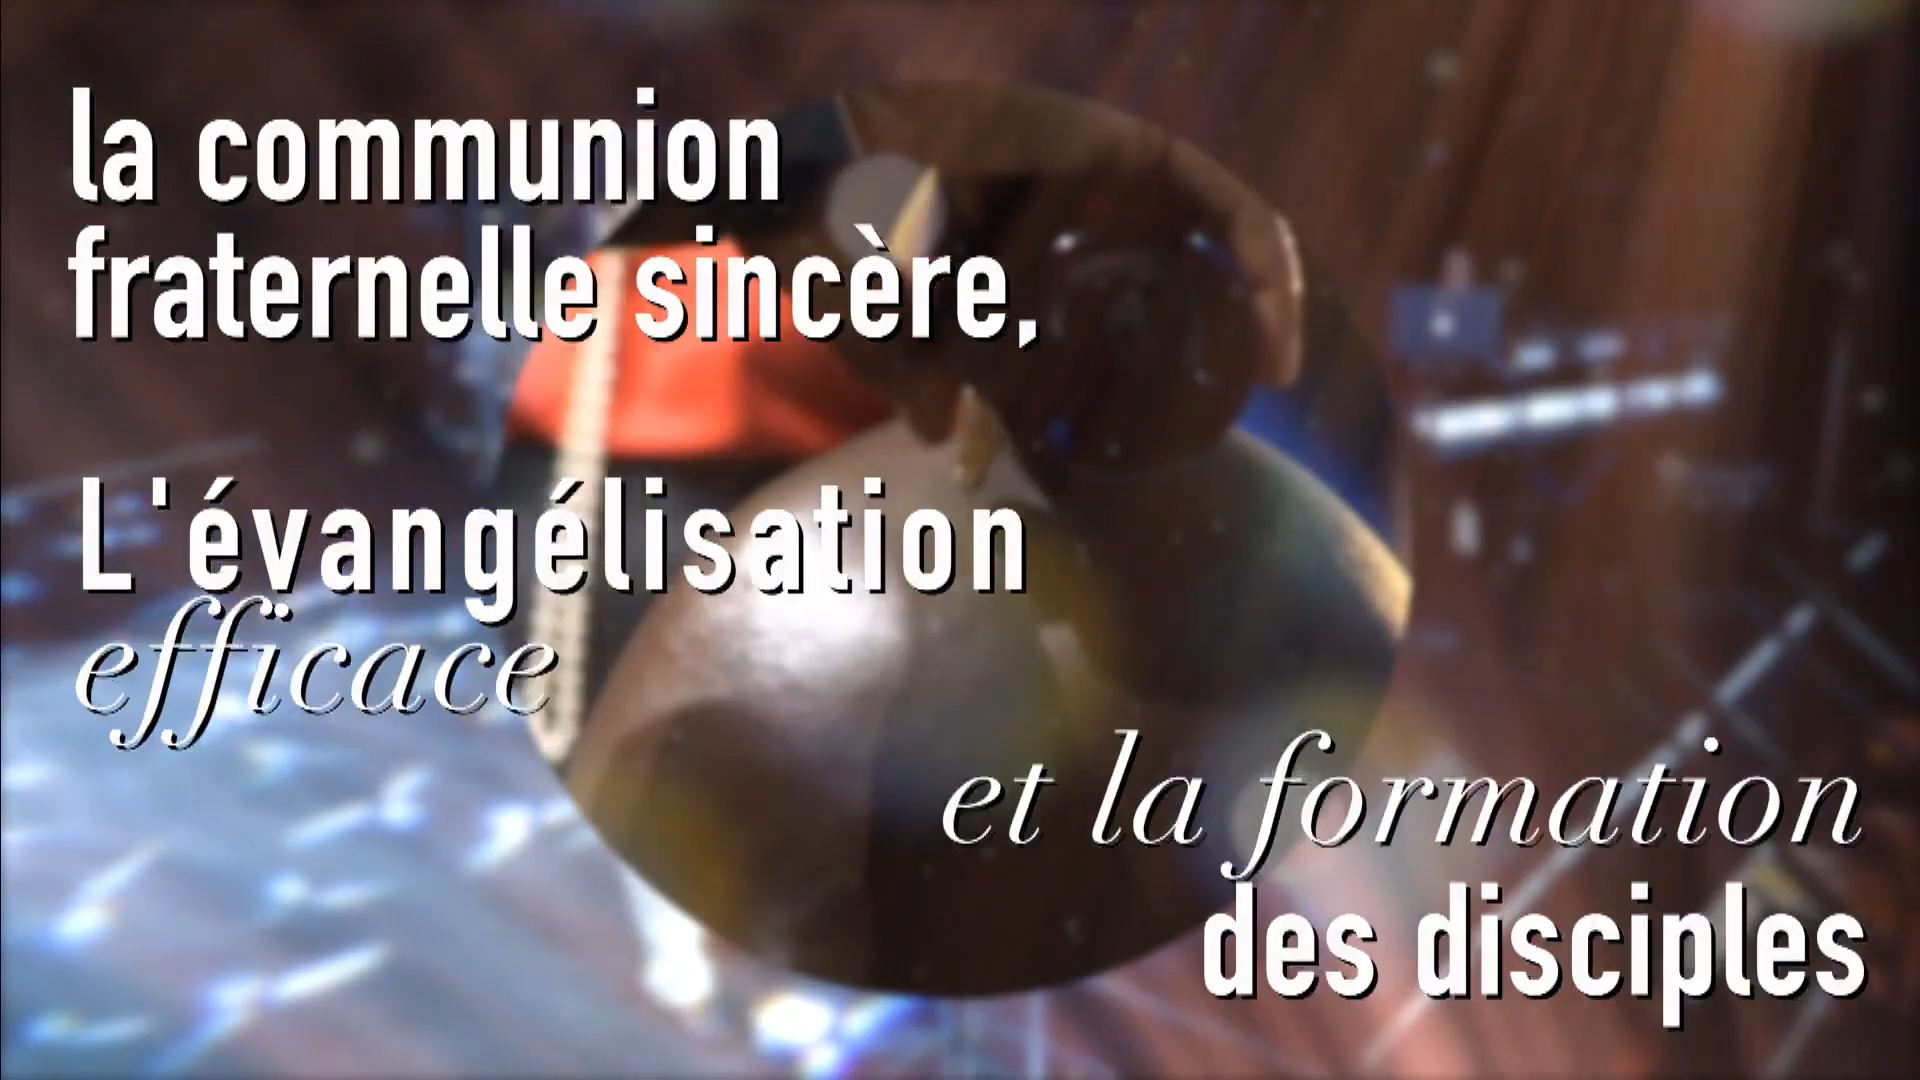 la communion
fraternelle sincère,
L'évangélisation
efficace
et la formation
des disciples